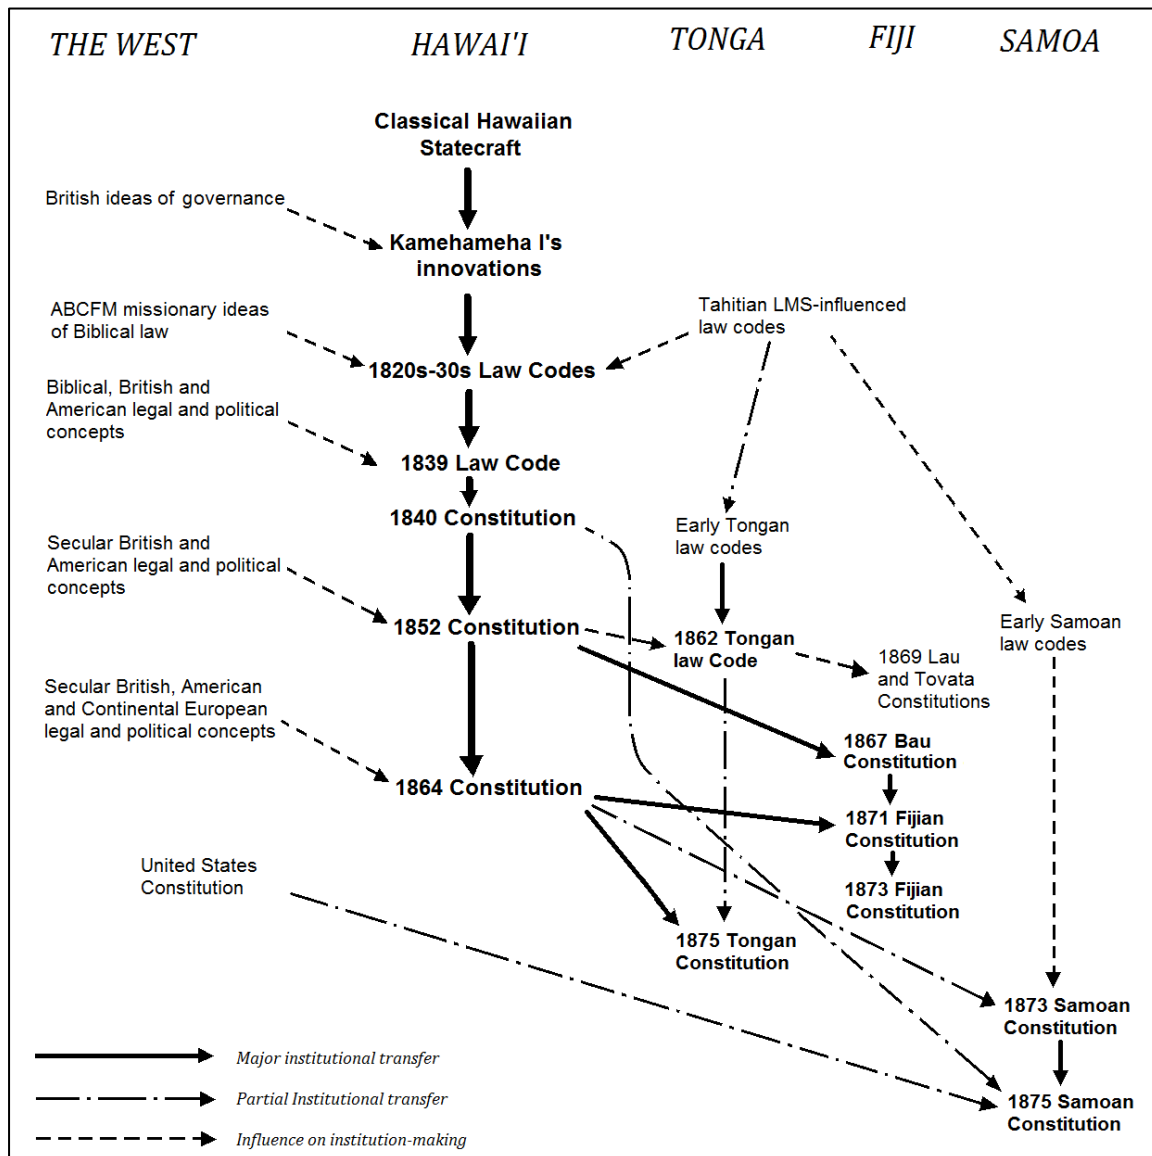 THE WEST
HAWAI'I
TONGA
FIJI
SAMOA
Classical Hawaiian
Statecraft
British ideas of governance
Kamehameha I's
innovations
ABCFM missionary ideas
of Biblical law
Tahitian LMS-influenced
law codes
1820s-30s Law Codes
Biblical, British and
American legal and political
concepts
1839 Law Code
1840 Constitution
Early Tongan
law codes
Secular British and
American legal and political
concepts
1852 Constitution
1862 Tongan
law Code
Early Samoan
law codes
1869 Lau
and Tovata
Constitutions
Secular British, American
and Continental European
legal and political concepts
1867 Bau
Constitution
1864 Constitution
1871 Fijian
Constitution
United States
Constitution
1873 Fijian
Constitution
1875 Tongan
Constitution
1873 Samoan
Constitution
1875 Samoan
Constitution
Major institutional transfer
Partial Institutional transfer
Influence on institution-making